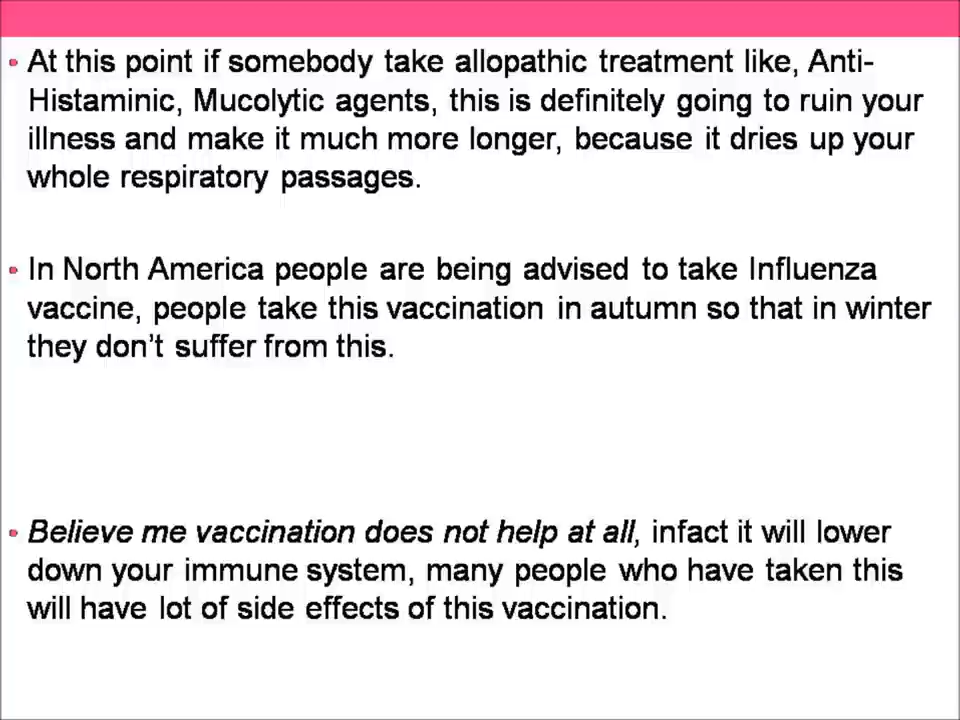 • At this point if somebody take allopathic treatment like, Anti-
Histaminic, Mucolytic agents, this is definitely going to ruin your
illness and make it much more longer, because it dries up your
whole respiratory passages.
• In North America people are being advised to take Influenza
vaccine, people take this vaccination in autumn so that in winter
they don’t suffer from this.
• Believe me vaccination does not help at all, infact it will lower
down your immune system, many people who have taken this
will have lot of side effects of this vaccination.